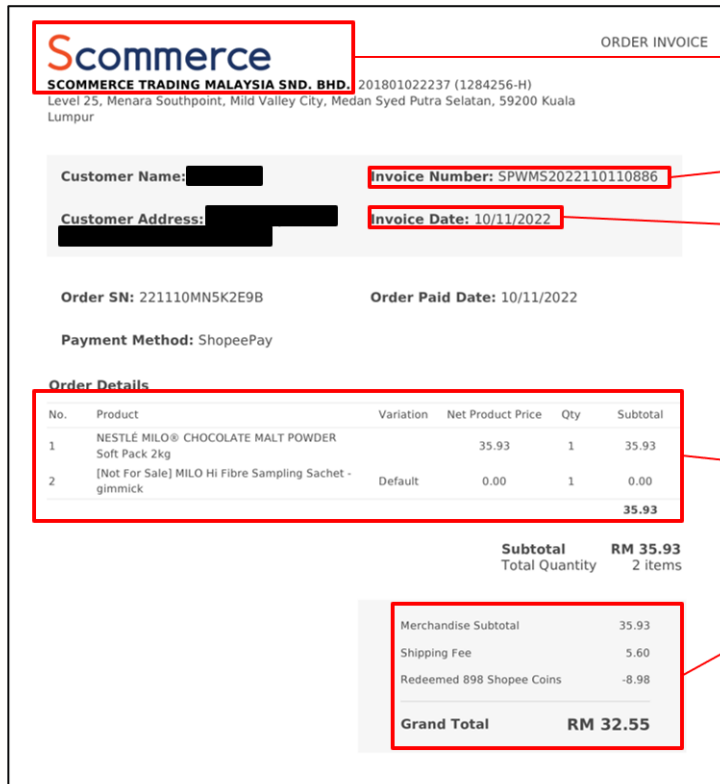 Scommerce
ORDER INVOICE
SCOMMERCE TRADING MALAYSIA SND. BHD. 201801022237 (1284256-H)
Level 25, Menara Southpoint, Mild Valley City, Medan Syed Putra Selatan, 59200 Kuala
Lumpur
Customer Name: Invoice Number: SPWMS2022110110886
Customer Address: Invoice Date: 10/11/2022
Order SN: 221110MN5K2E9B Order Paid Date: 10/11/2022
Payment Method: ShopeePay
Order Details
No. Product Variation Net Product Price Qty Subtotal
1 NESTLÉ MILO® CHOCOLATE MALT POWDER 35.93 1 35.93
Soft Pack 2kg
2 [Not For Sale] MILO Hi Fibre Sampling Sachet - Default 0.00 1 0.00
gimmick
35.93
Subtotal RM 35.93
Total Quantity 2 items
Merchandise Subtotal 35.93
Shipping Fee 5.60
Redeemed 898 Shopee Coins -8.98
Grand Total RM 32.55